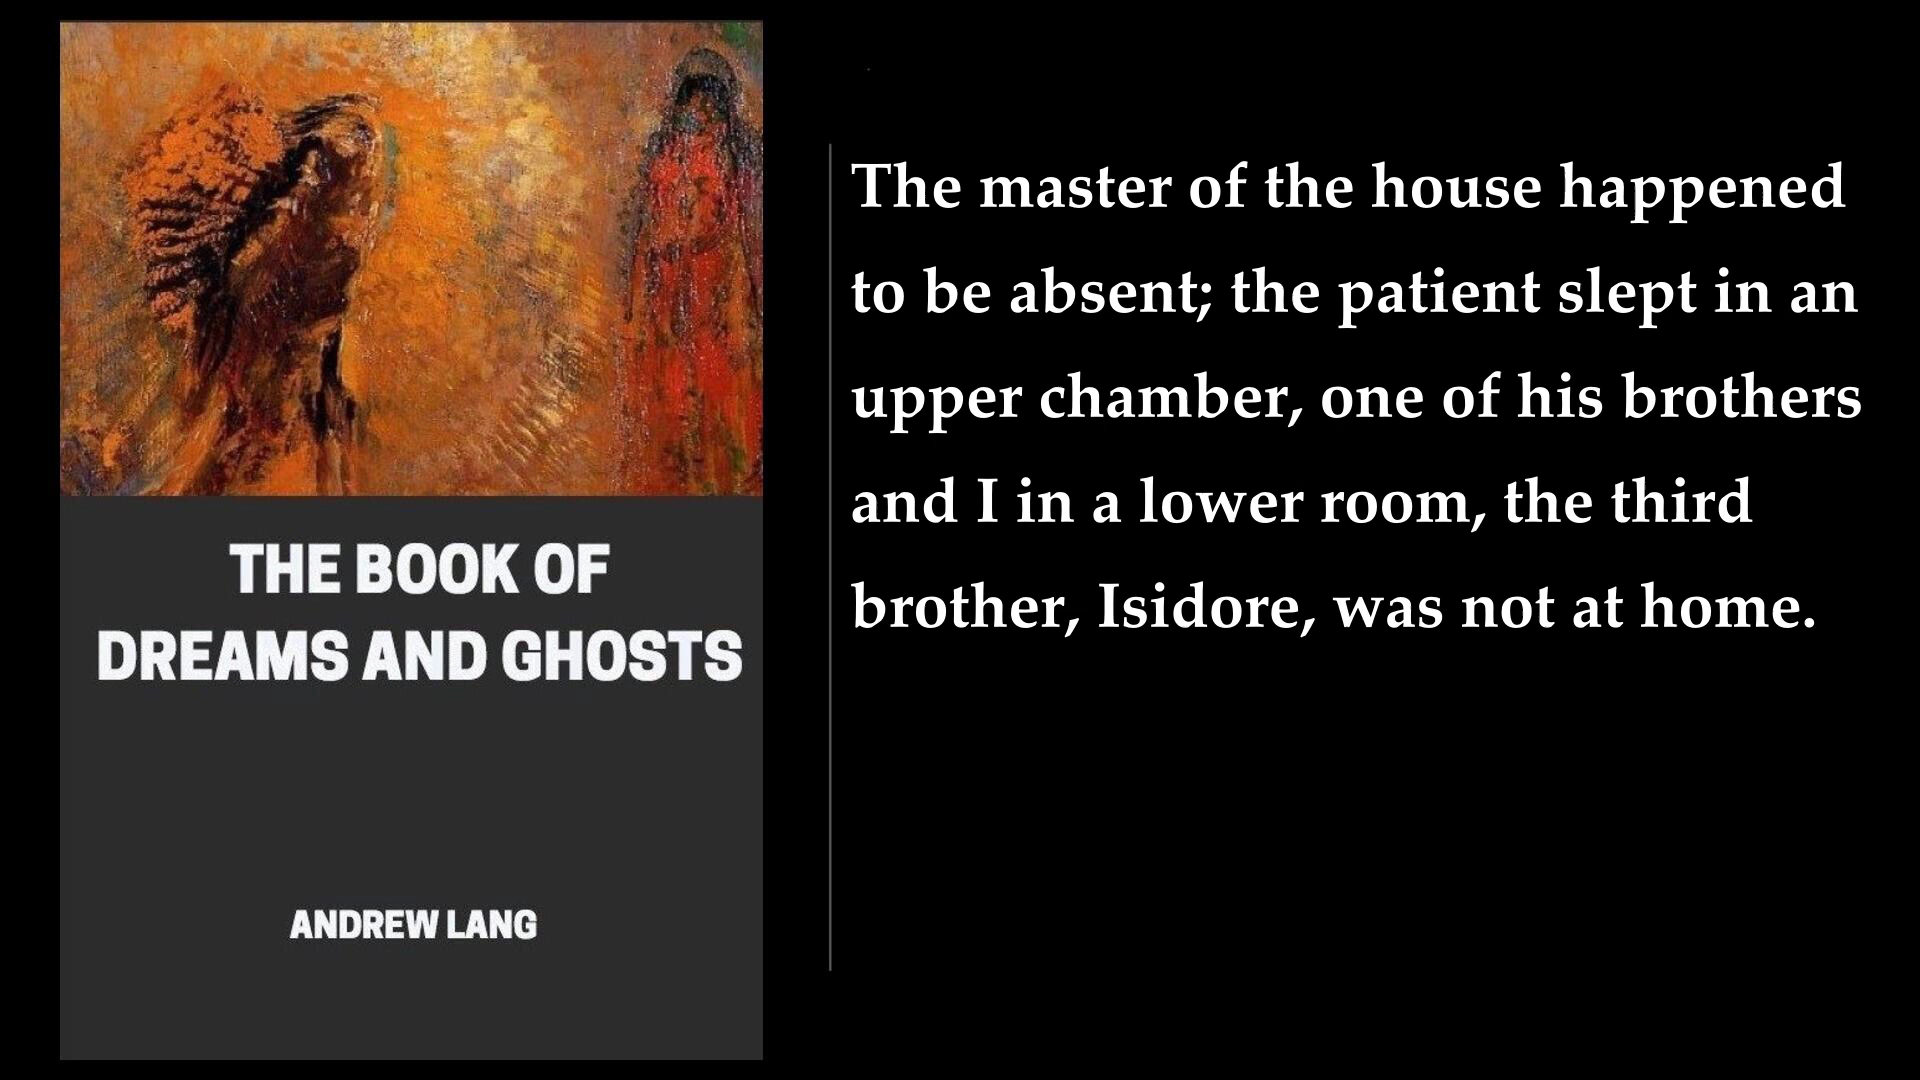 THE BOOK OF
DREAMS AND GHOSTS
ANDREW LANG
The master of the house happened
to be absent; the patient slept in an
upper chamber, one of his brothers
and I in a lower room, the third
brother, Isidore, was not at home.